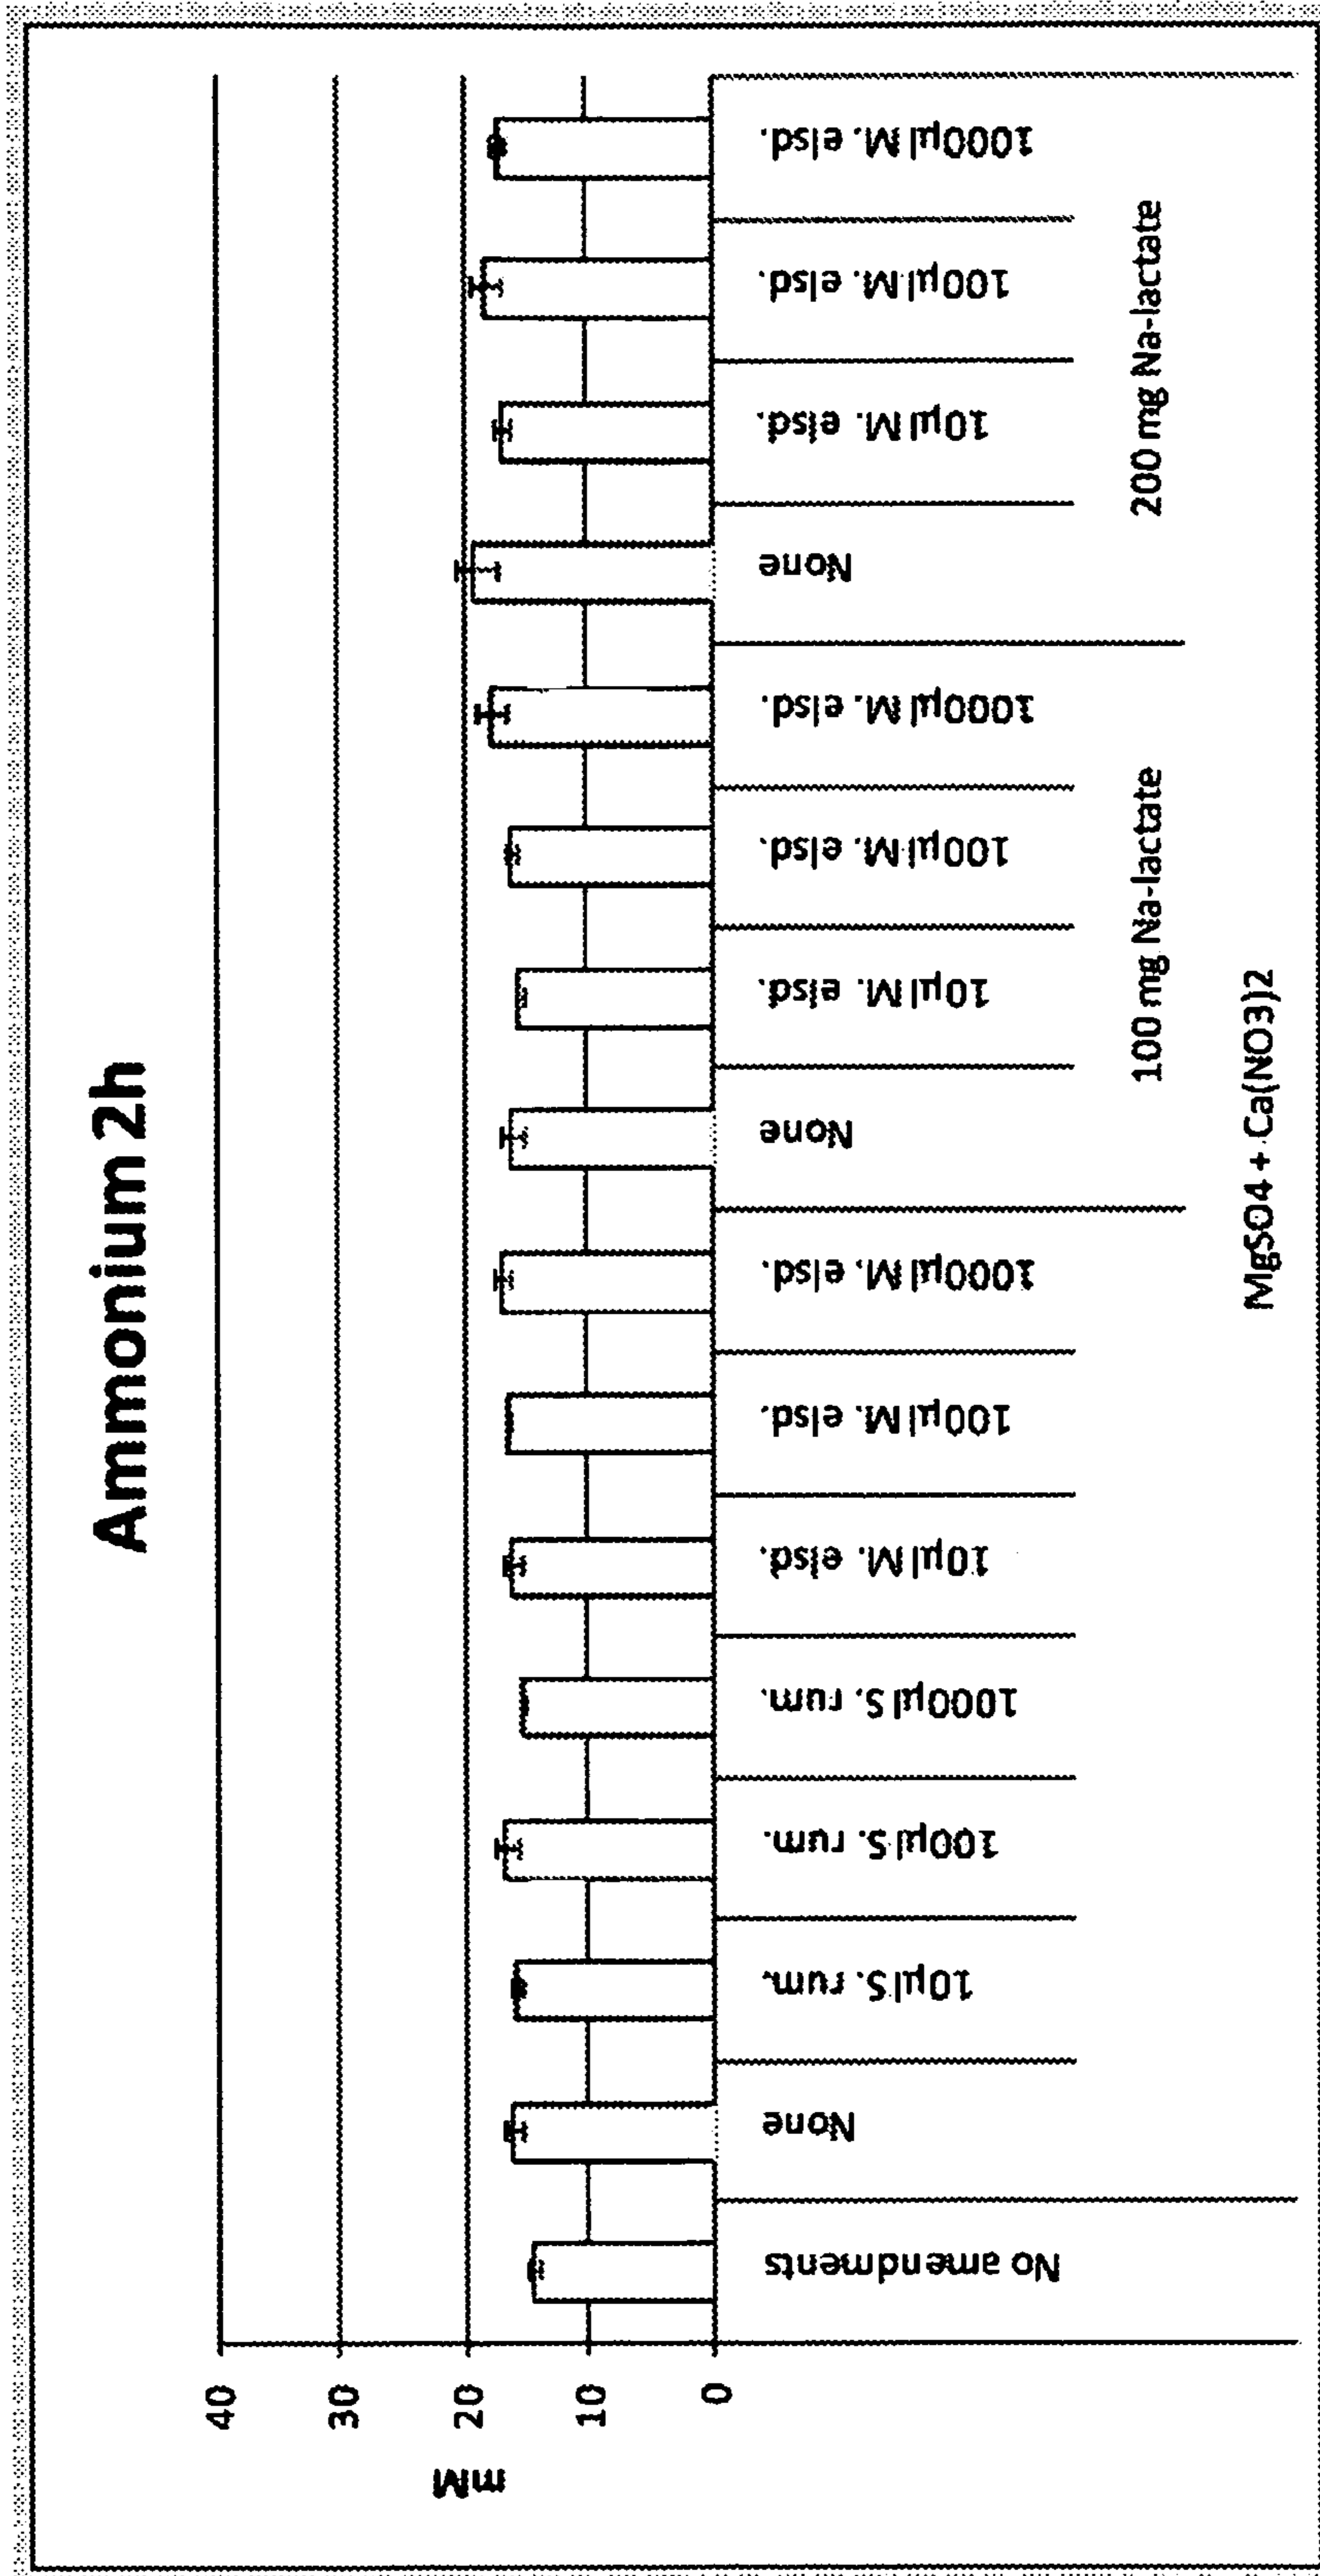 Ammonium 2h
mM
40
30
20
10
0
No amendments
None
10µl S. rum.
100µl S. rum.
1000µl S. rum.
10µl M. elsd.
100µl M. elsd.
1000µl M. elsd.
None
10µl M. elsd.
100µl M. elsd.
1000µl M. elsd.
None
10µl M. elsd.
100µl M. elsd.
1000µl M. elsd.
100 mg Na-lactate
200 mg Na-lactate
MgSO4 + Ca(NO3)2